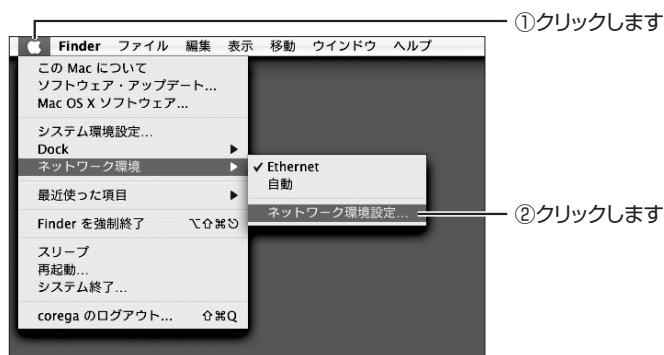 ①クリックします
Finder ファイル 編集 表示 移動 ウインドウ ヘルプ
この Mac について
ソフトウェア・アップデート...
Mac OS X ソフトウェア...
システム環境設定...
Dock ▶
ネットワーク環境 ▶
✓ Ethernet
自動
ネットワーク環境設定...
②クリックします
最近使った項目 ▶
Finder を強制終了 ⌥⇧⌘⎋
スリープ
再起動...
システム終了...
corega のログアウト... ⇧⌘Q